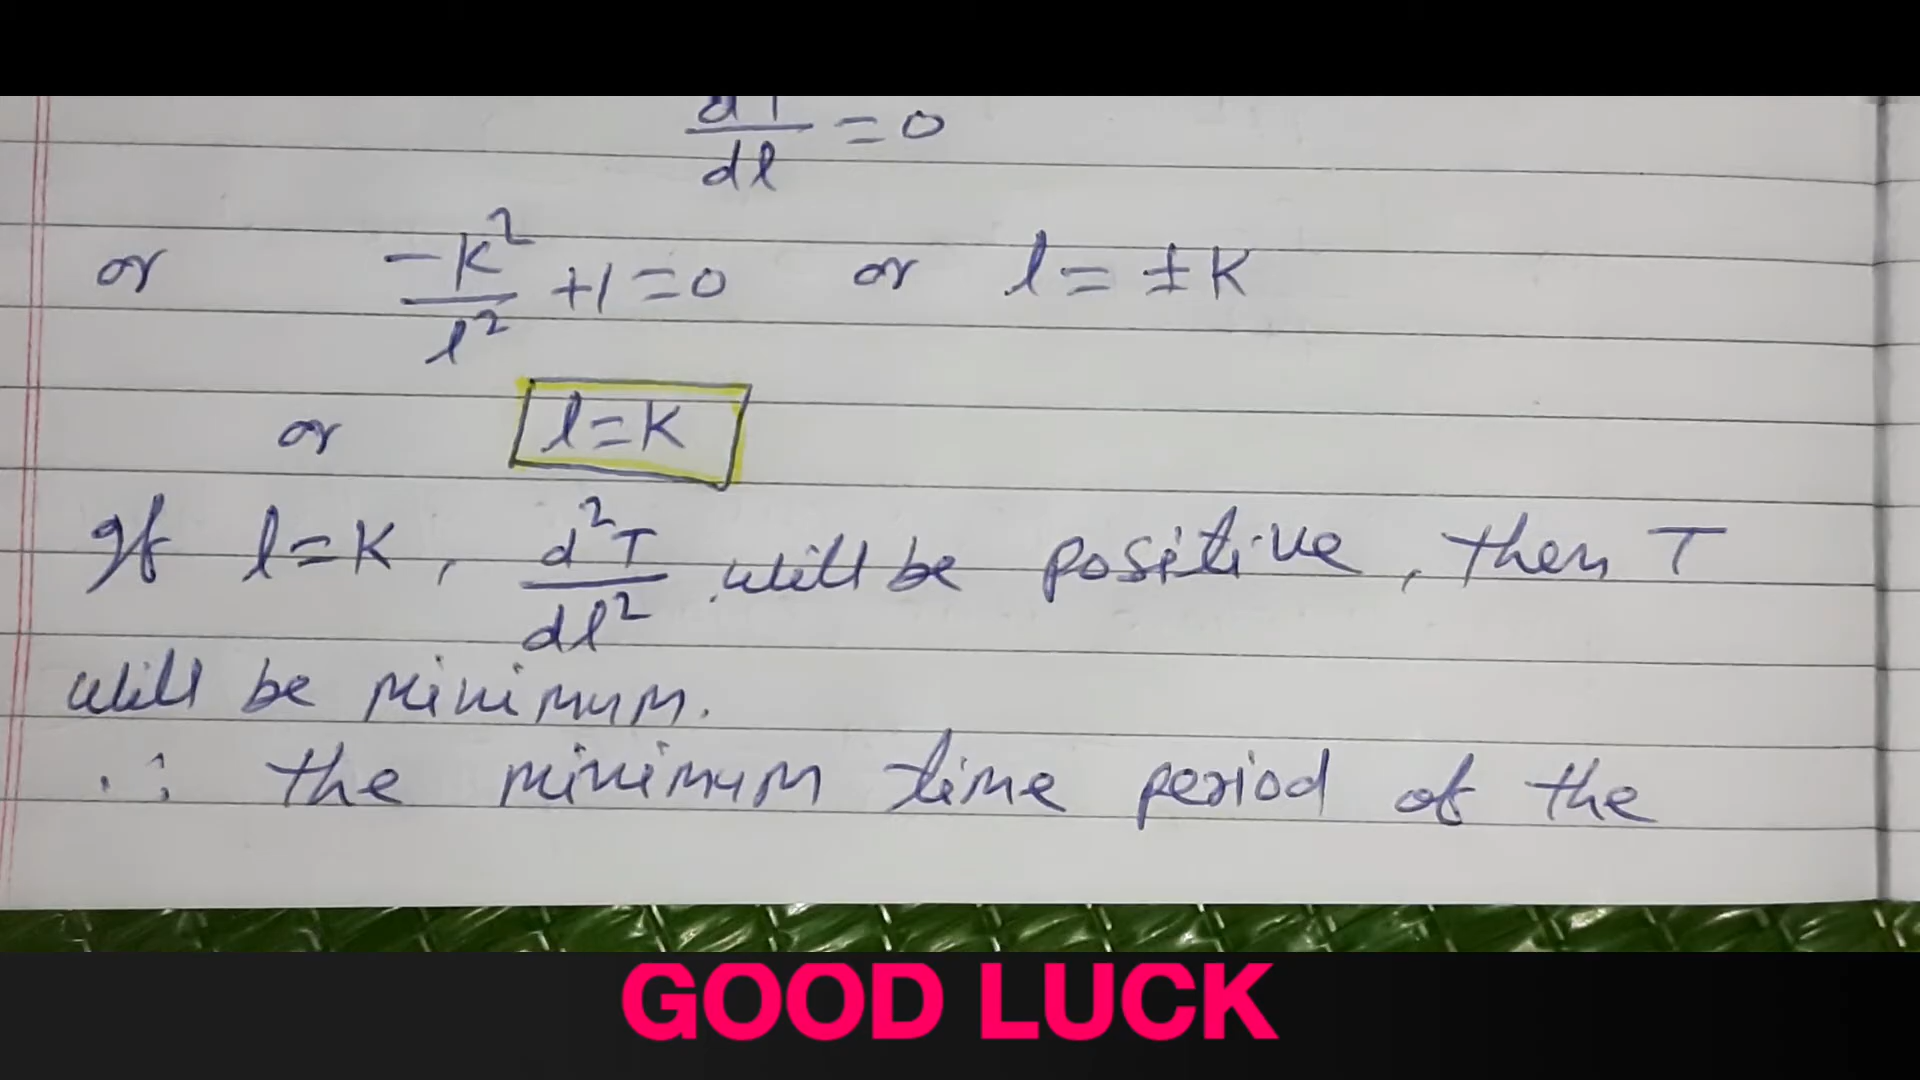 dT/dl = 0
or -k²/l² + 1 = 0 or l = ± K
or l = K
If l = K, d²T/dl² will be positive, then T
will be minimum.
∴ the minimum time period of the
GOOD LUCK